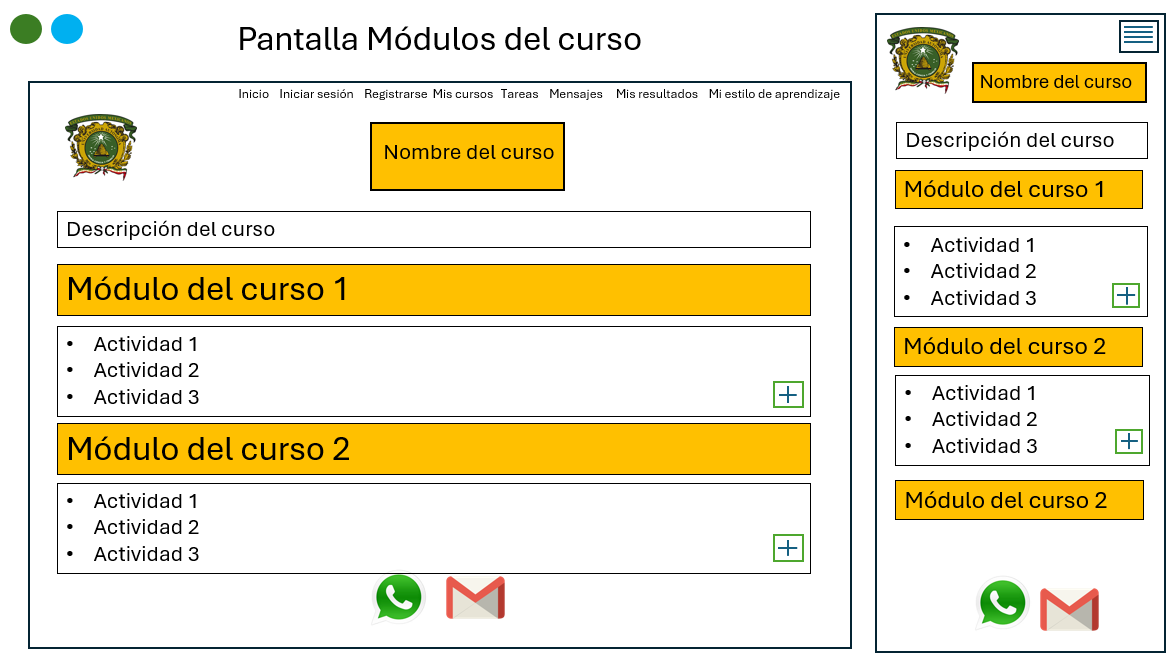 Pantalla Módulos del curso
Inicio Iniciar sesión Registrarse Mis cursos Tareas Mensajes Mis resultados Mi estilo de aprendizaje
Nombre del curso
Descripción del curso
Módulo del curso 1
• Actividad 1
• Actividad 2
• Actividad 3
Módulo del curso 2
• Actividad 1
• Actividad 2
• Actividad 3
Nombre del curso
Descripción del curso
Módulo del curso 1
• Actividad 1
• Actividad 2
• Actividad 3
Módulo del curso 2
• Actividad 1
• Actividad 2
• Actividad 3
Módulo del curso 2